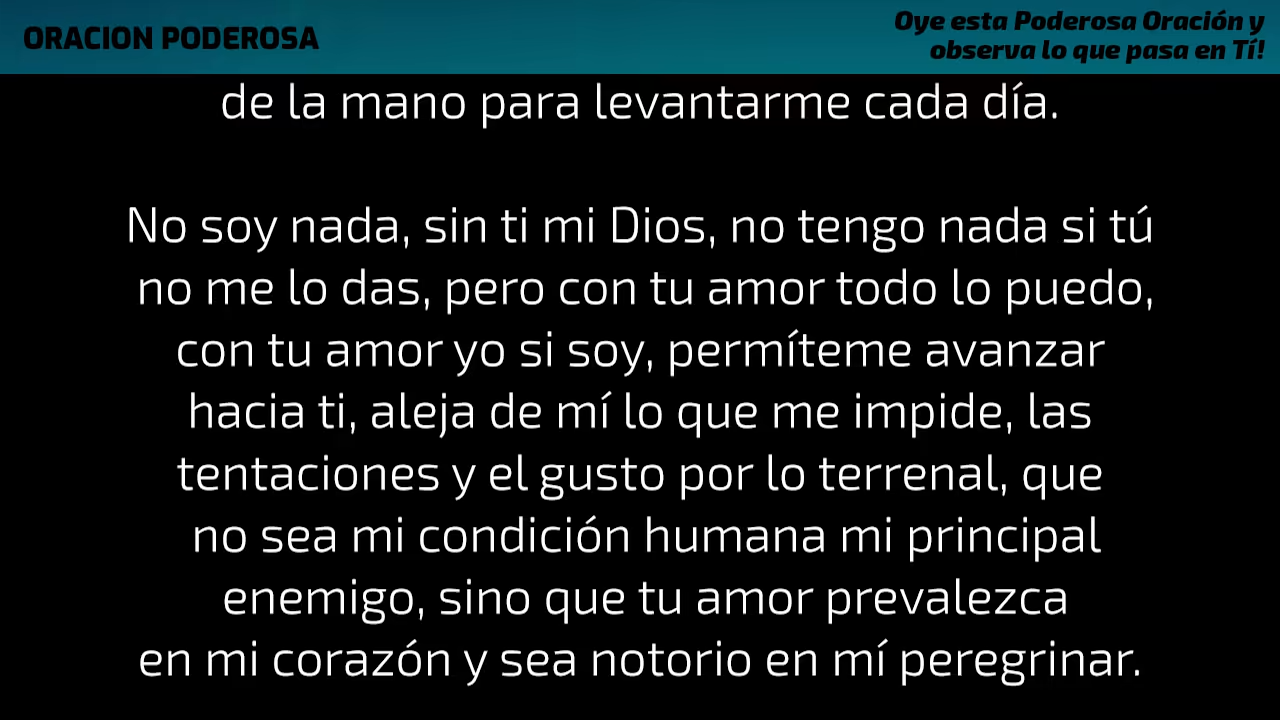 ORACION PODEROSA
Oye esta Poderosa Oración y
observa lo que pasa en Tí!
de la mano para levantarme cada día.
No soy nada, sin ti mi Dios, no tengo nada si tú
no me lo das, pero con tu amor todo lo puedo,
con tu amor yo si soy, permíteme avanzar
hacia ti, aleja de mí lo que me impide, las
tentaciones y el gusto por lo terrenal, que
no sea mi condición humana mi principal
enemigo, sino que tu amor prevalezca
en mi corazón y sea notorio en mí peregrinar.